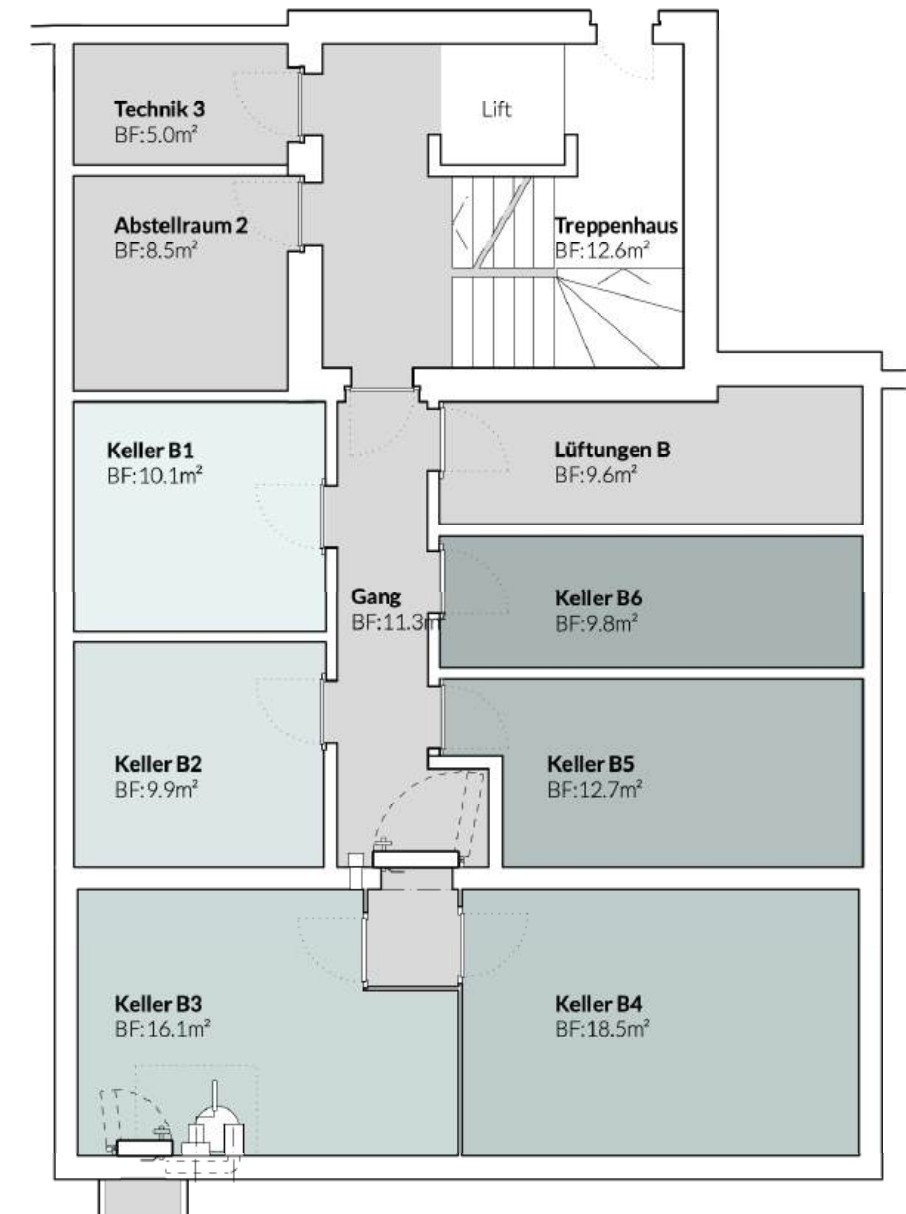 Technik 3
BF:5.0m²
Lift
Abstellraum 2
BF:8.5m²
Treppenhaus
BF:12.6m²
Keller B1
BF:10.1m²
Lüftungen B
BF:9.6m²
Gang
BF:11.3m
Keller B6
BF:9.8m²
Keller B2
BF:9.9m²
Keller B5
BF:12.7m²
Keller B3
BF:16.1m²
Keller B4
BF:18.5m²